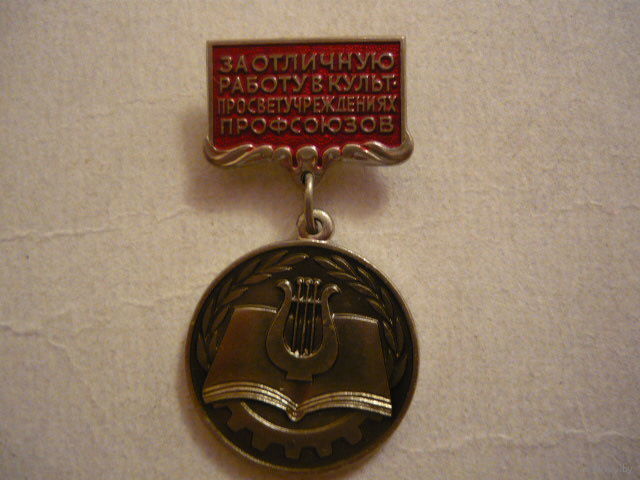 ЗА ОТЛИЧНУЮ
РАБОТУ В КУЛЬТ-
ПРОСВЕТУЧРЕЖДЕНИЯХ
ПРОФСОЮЗОВ